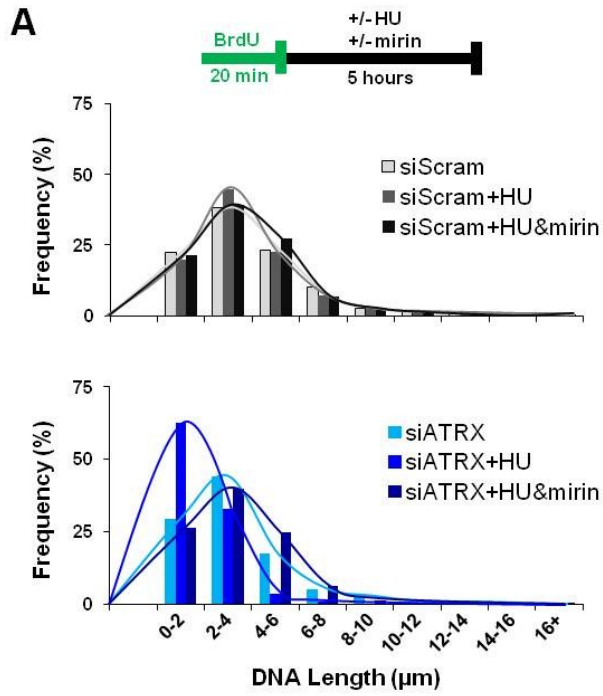 A
BrdU
20 min
+/-HU
+/-mirin
5 hours
Frequency (%)
75
50
25
0
siScram
siScram+HU
siScram+HU&mirin
Frequency (%)
75
50
25
0
siATRX
siATRX+HU
siATRX+HU&mirin
0-2 2-4 4-6 6-8 8-10 10-12 12-14 14-16 16+
DNA Length (µm)